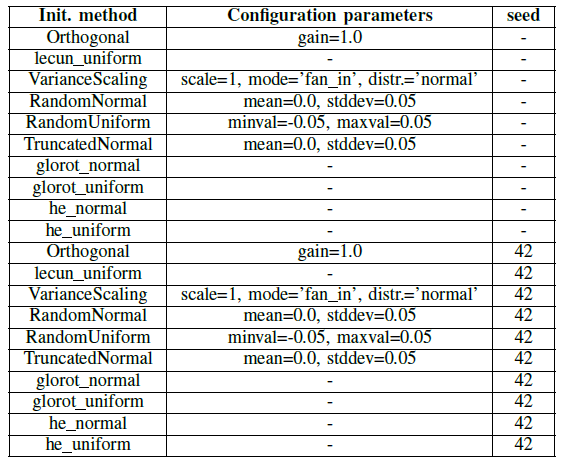 Init. method Configuration parameters seed
Orthogonal gain=1.0 -
lecun_uniform - -
VarianceScaling scale=1, mode='fan_in', distr.='normal' -
RandomNormal mean=0.0, stddev=0.05 -
RandomUniform minval=-0.05, maxval=0.05 -
TruncatedNormal mean=0.0, stddev=0.05 -
glorot_normal - -
glorot_uniform - -
he_normal - -
he_uniform - -
Orthogonal gain=1.0 42
lecun_uniform - 42
VarianceScaling scale=1, mode='fan_in', distr.='normal' 42
RandomNormal mean=0.0, stddev=0.05 42
RandomUniform minval=-0.05, maxval=0.05 42
TruncatedNormal mean=0.0, stddev=0.05 42
glorot_normal - 42
glorot_uniform - 42
he_normal - 42
he_uniform - 42